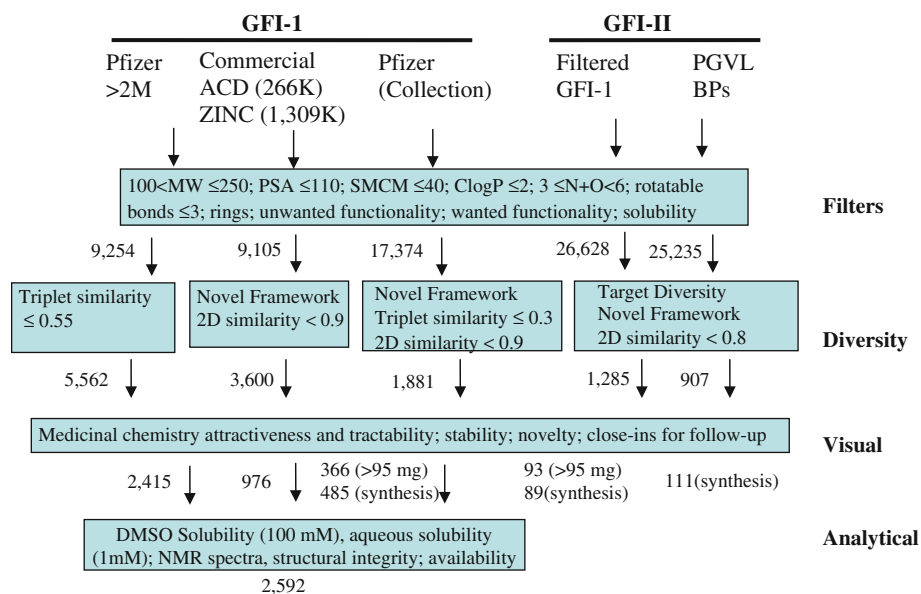 GFI-1
GFI-II
Pfizer
>2M
Commercial
ACD (266K)
ZINC (1,309K)
Pfizer
(Collection)
Filtered
GFI-1
PGVL
BPs
100<MW ≤250; PSA ≤110; SMCM ≤40; ClogP ≤2; 3 ≤N+O<6; rotatable
bonds ≤3; rings; unwanted functionality; wanted functionality; solubility
Filters
9,254
9,105
17,374
26,628
25,235
Triplet similarity
≤ 0.55
Novel Framework
2D similarity < 0.9
Novel Framework
Triplet similarity ≤ 0.3
2D similarity < 0.9
Target Diversity
Novel Framework
2D similarity < 0.8
Diversity
5,562
3,600
1,881
1,285
907
Medicinal chemistry attractiveness and tractability; stability; novelty; close-ins for follow-up
Visual
2,415
976
366 (>95 mg)
485 (synthesis)
93 (>95 mg)
89(synthesis)
111(synthesis)
DMSO Solubility (100 mM), aqueous solubility
(1mM); NMR spectra, structural integrity; availability
Analytical
2,592